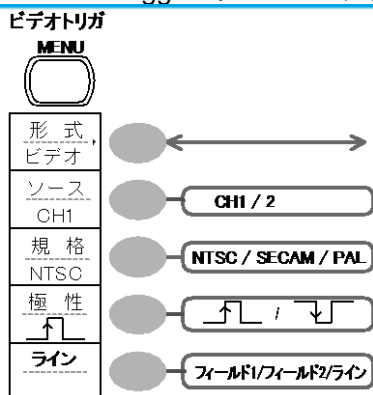 ビデオトリガ
MENU
形 式
ビデオ
ソース
CH1
CH1 / 2
規 格
NTSC
NTSC / SECAM / PAL
極 性
/
ライン
フィールド1/フィールド2/ライン